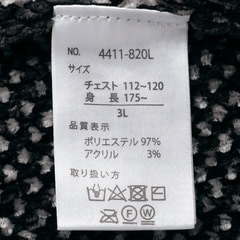 NO. 4411-820L
サイズ
チェスト 112~120
身 長 175~
3L
品質表示
ポリエステル 97%
アクリル 3%
取り扱い方